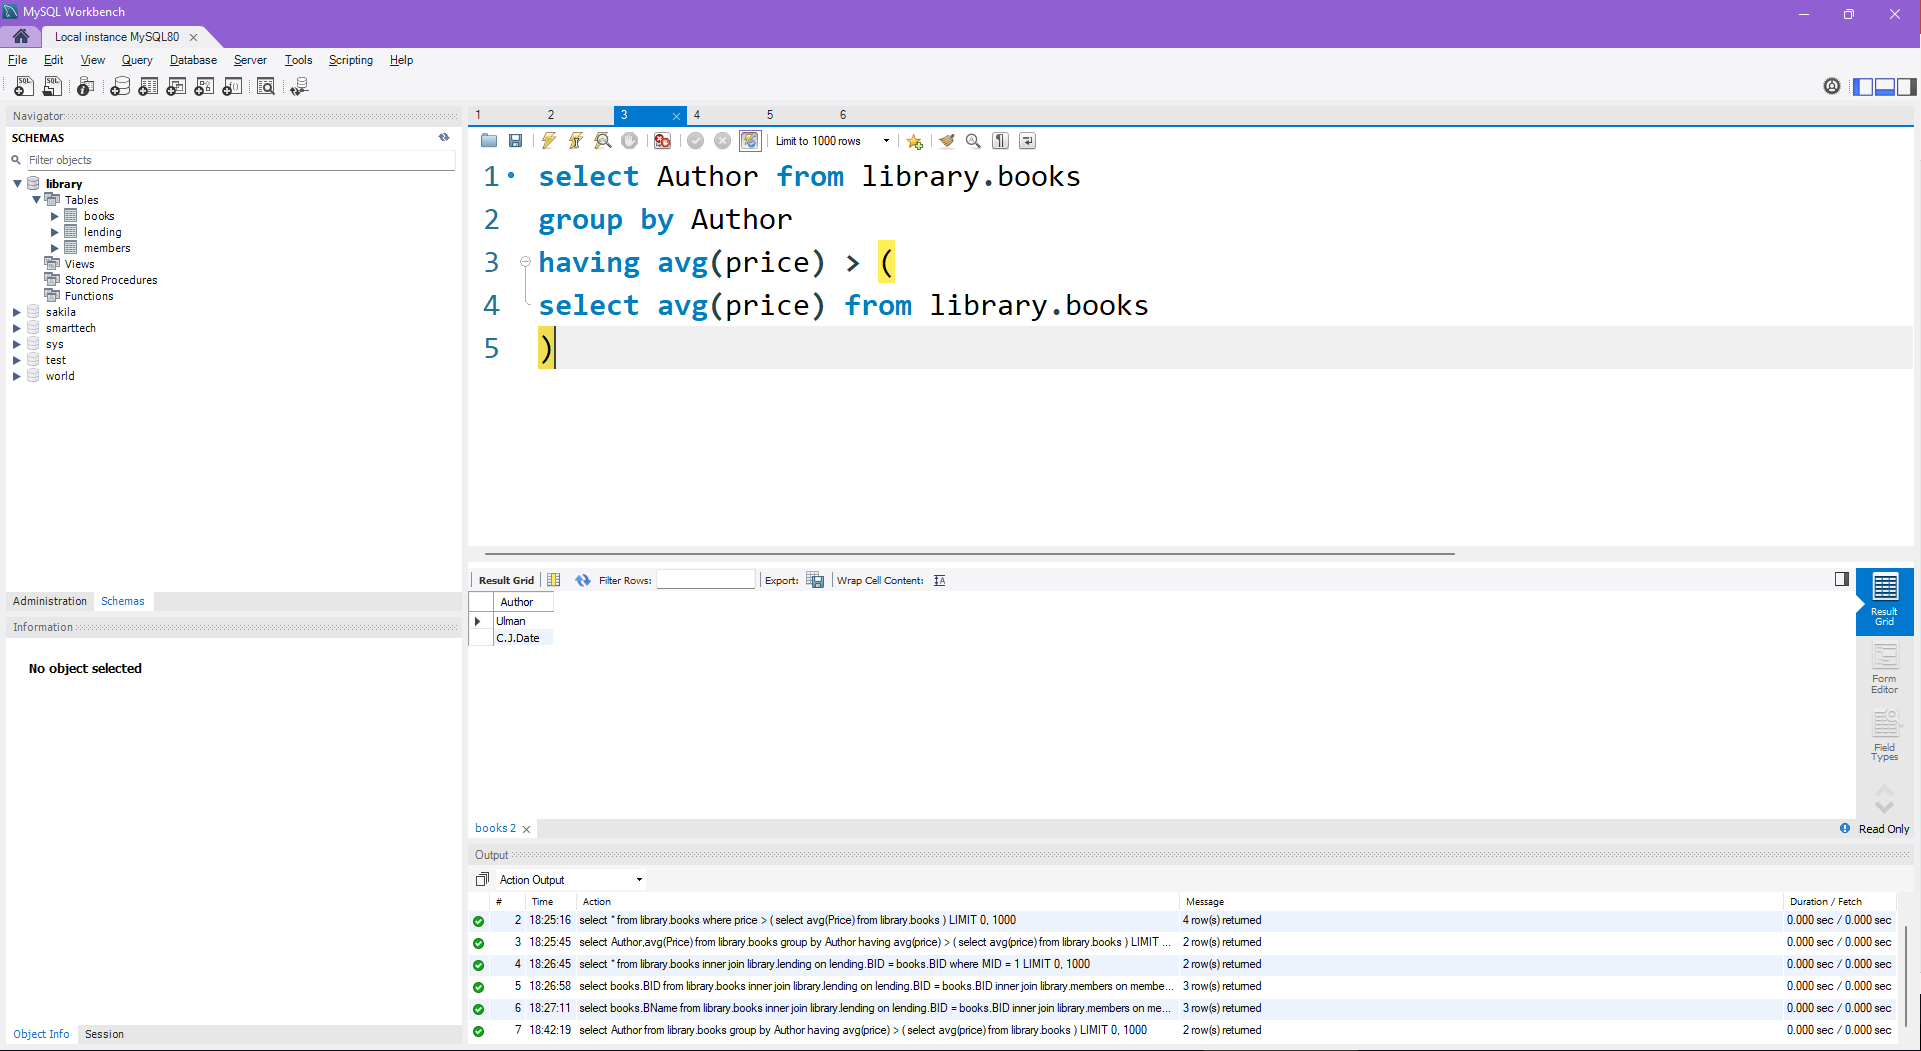 MySQL Workbench
Local instance MySQL80
File Edit View Query Database Server Tools Scripting Help
Navigator
SCHEMAS
Filter objects
library
Tables
books
lending
members
Views
Stored Procedures
Functions
sakila
smarttech
sys
test
world
Administration Schemas
Information
No object selected
Object Info Session
1 2 3 4 5 6
Limit to 1000 rows
1 select Author from library.books
2 group by Author
3 having avg(price) > (
4 select avg(price) from library.books
5 )
Result Grid Filter Rows: Export: Wrap Cell Content:
Author
Ulman
C.J.Date
Result
Grid
Form
Editor
Field
Types
books 2
Read Only
Output
Action Output
# Time Action Message Duration / Fetch
2 18:25:16 select * from library.books where price > ( select avg(Price) from library.books ) LIMIT 0, 1000 4 row(s) returned 0.000 sec / 0.000 sec
3 18:25:45 select Author,avg(Price) from library.books group by Author having avg(price) > ( select avg(price) from library.books ) LIMIT ... 2 row(s) returned 0.000 sec / 0.000 sec
4 18:26:45 select * from library.books inner join library.lending on lending.BID = books.BID where MID = 1 LIMIT 0, 1000 2 row(s) returned 0.000 sec / 0.000 sec
5 18:26:58 select books.BID from library.books inner join library.lending on lending.BID = books.BID inner join library.members on membe... 3 row(s) returned 0.000 sec / 0.000 sec
6 18:27:11 select books.BName from library.books inner join library.lending on lending.BID = books.BID inner join library.members on me... 3 row(s) returned 0.000 sec / 0.000 sec
7 18:42:19 select Author from library.books group by Author having avg(price) > ( select avg(price) from library.books ) LIMIT 0, 1000 2 row(s) returned 0.000 sec / 0.000 sec